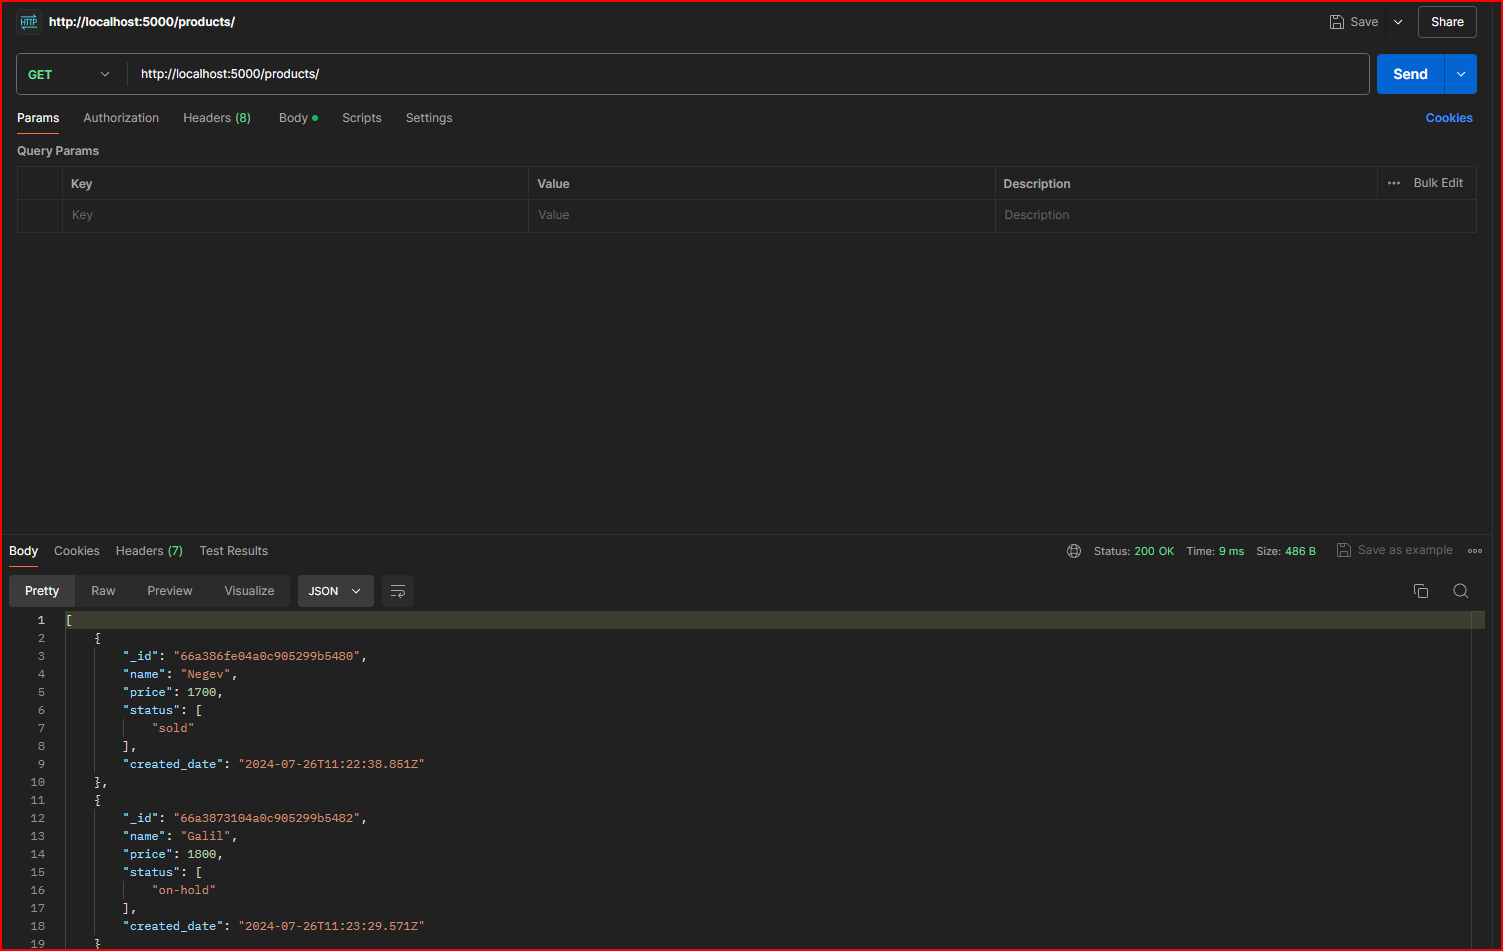 HTTP http://localhost:5000/products/ Save Share
GET http://localhost:5000/products/ Send
Params Authorization Headers (8) Body Scripts Settings Cookies
Query Params
Key Value Description ••• Bulk Edit
Key Value Description
Body Cookies Headers (7) Test Results Status: 200 OK Time: 9 ms Size: 486 B Save as example
Pretty Raw Preview Visualize JSON
1 [
2 {
3 "_id": "66a386fe04a0c905299b5480",
4 "name": "Negev",
5 "price": 1700,
6 "status": [
7 "sold"
8 ],
9 "created_date": "2024-07-26T11:22:38.851Z"
10 },
11 {
12 "_id": "66a3873104a0c905299b5482",
13 "name": "Galil",
14 "price": 1800,
15 "status": [
16 "on-hold"
17 ],
18 "created_date": "2024-07-26T11:23:29.571Z"
19 }